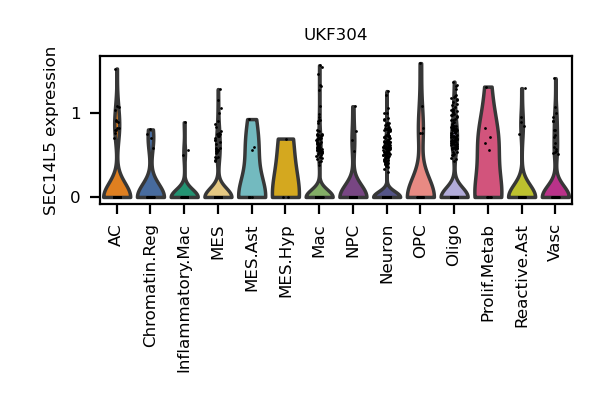 UKF304
SEC14L5 expression
1
0
AC
Chromatin.Reg
Inflammatory.Mac
MES
MES.Ast
MES.Hyp
Mac
NPC
Neuron
OPC
Oligo
Prolif.Metab
Reactive.Ast
Vasc